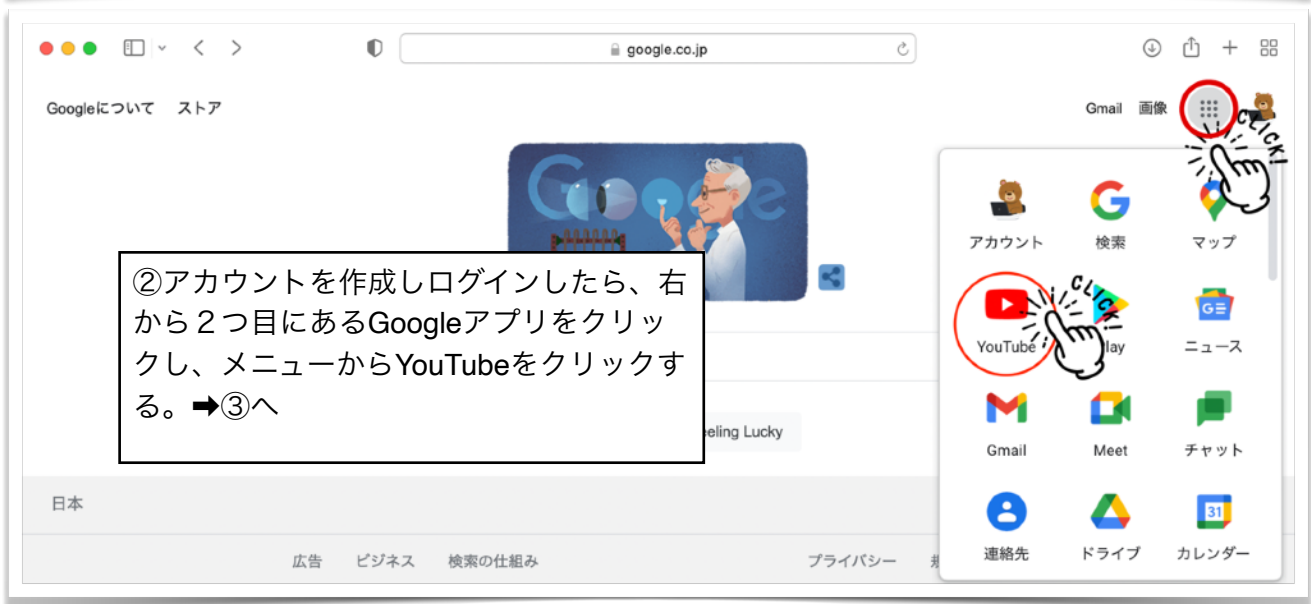 google.co.jp
Googleについて ストア
Gmail 画像
CLICK!
Google
アカウント 検索 マップ
②アカウントを作成しログインしたら、右
から２つ目にあるGoogleアプリをクリッ
クし、メニューからYouTubeをクリックす
る。➡③へ
CLICK!
YouTube lay ニュース
eeling Lucky
Gmail Meet チャット
日本
31
連絡先 ドライブ カレンダー
広告 ビジネス 検索の仕組み プライバシー